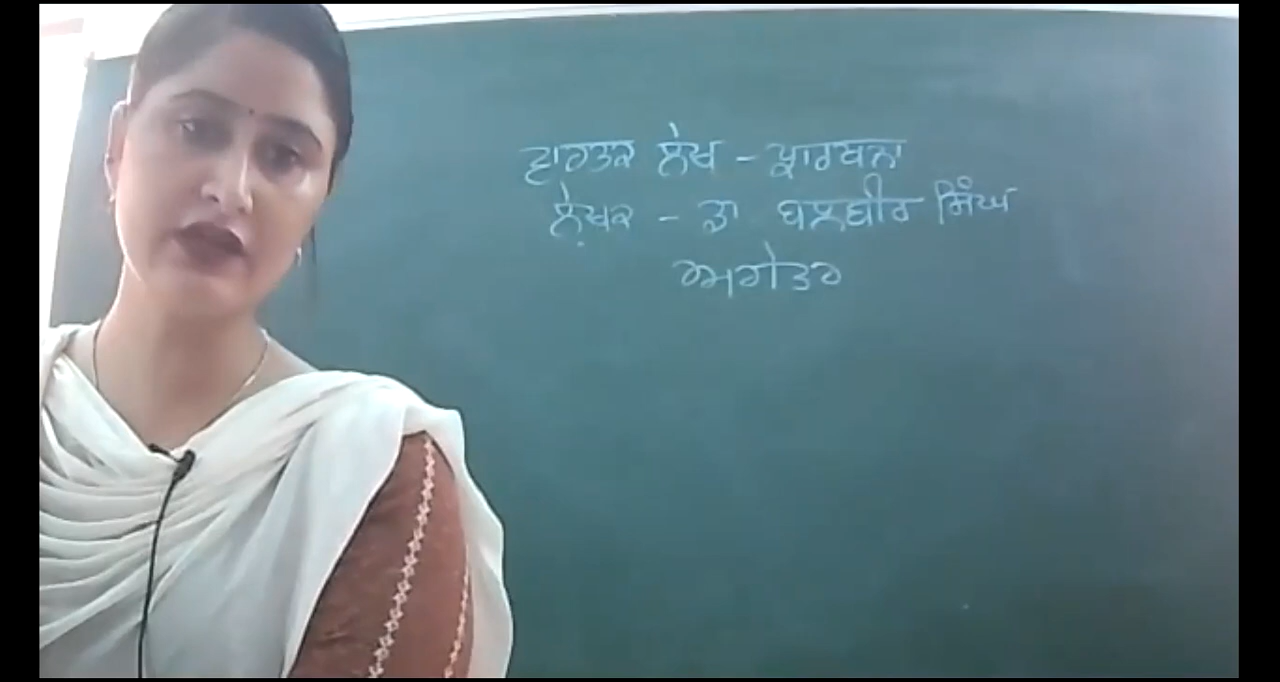 ਵਾਰਤਕ ਲੇਖ - ਪ੍ਰਾਰਥਨਾ
ਲੇਖਕ - ਡਾ ਬਲਬੀਰ ਸਿੰਘ
ਅਗੇਤਰ